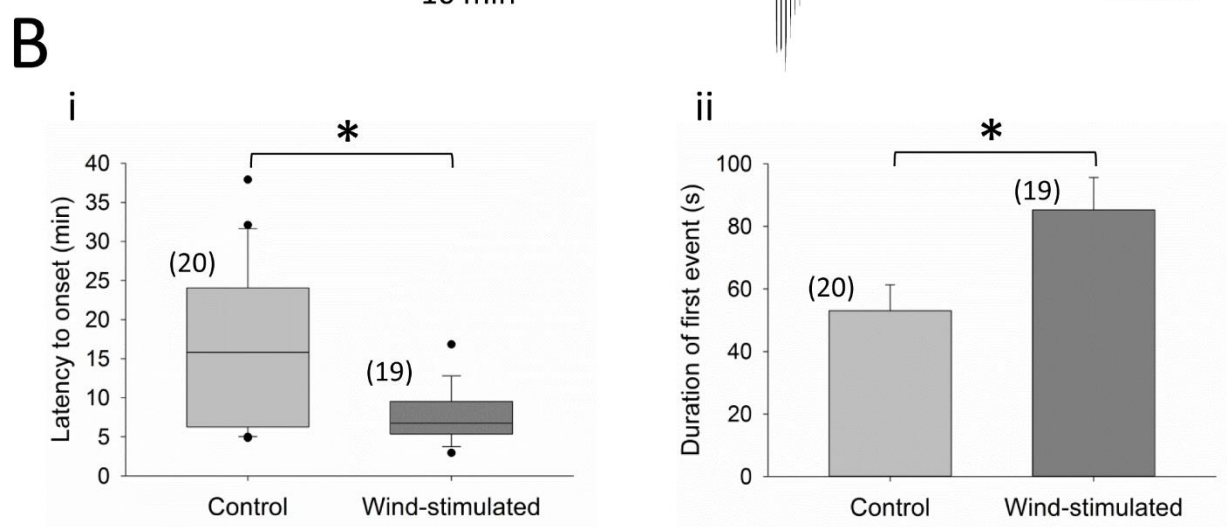 B
i
*
Latency to onset (min)
40
35
30
25
20
15
10
5
0
(20)
(19)
Control
Wind-stimulated
ii
*
Duration of first event (s)
100
80
60
40
20
0
(20)
(19)
Control
Wind-stimulated